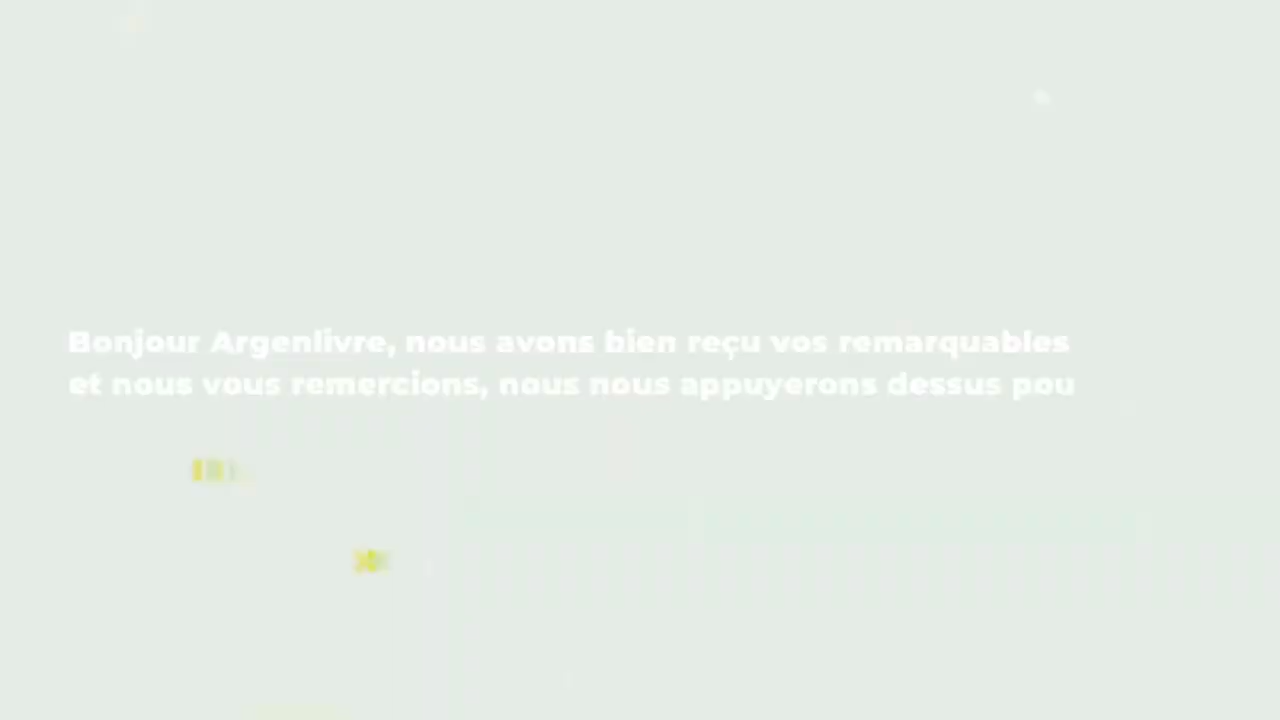 Bonjour Argenlivre, nous avons bien reçu vos remarquables
et nous vous remercions, nous nous appuyerons dessus pou